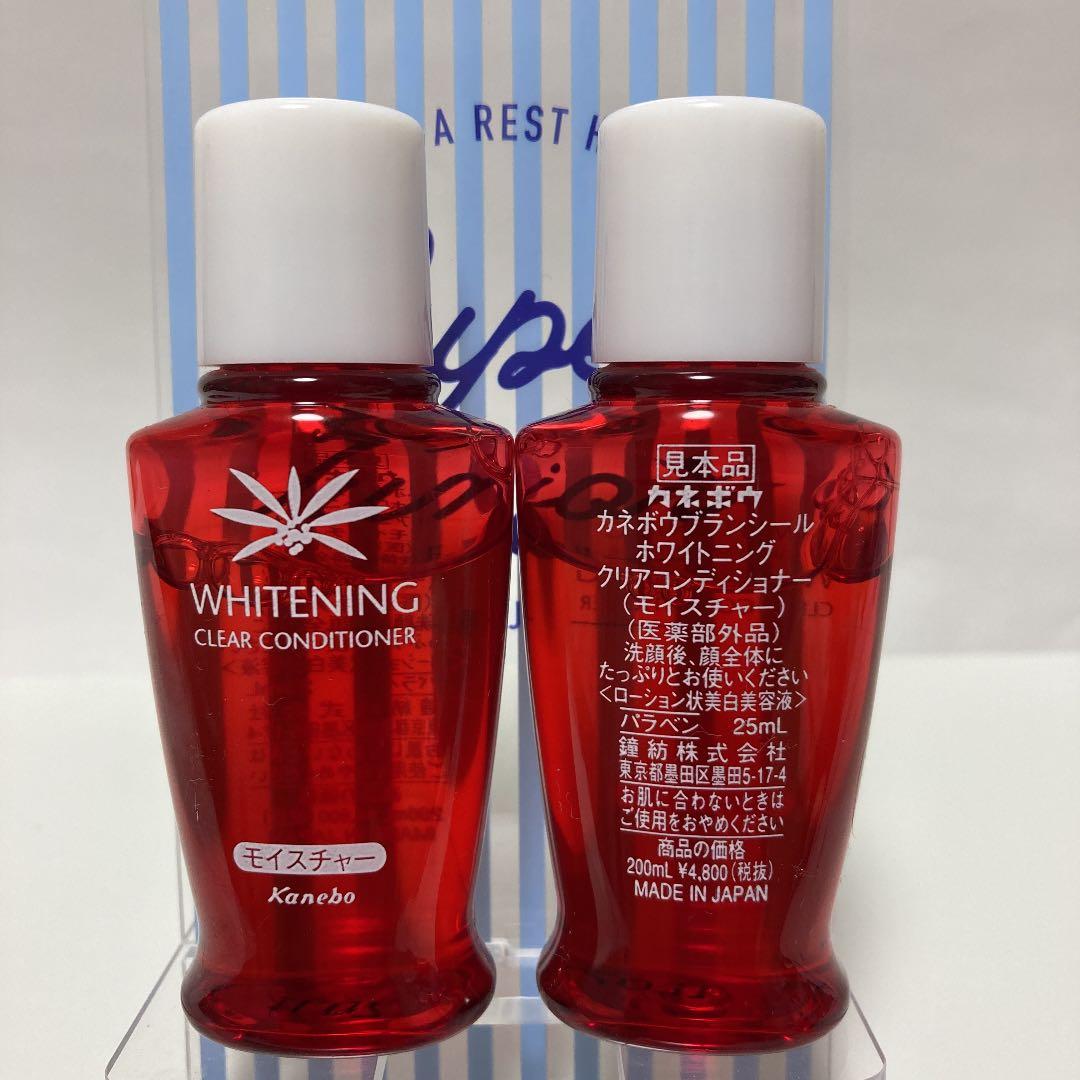 A REST H
WHITENING
CLEAR CONDITIONER
モイスチャー
Kanebo
見本品
カネボウ
カネボウブランシール
ホワイトニング
クリアコンディショナー
(モイスチャー)
(医薬部外品)
洗顔後、顔全体に
たっぷりとお使いください
<ローション状美白美容液>
パラベン 25mL
鐘紡株式会社
東京都墨田区墨田5-17-4
お肌に合わないときは
ご使用をおやめください
商品の価格
200mL ¥4,800(税抜)
MADE IN JAPAN